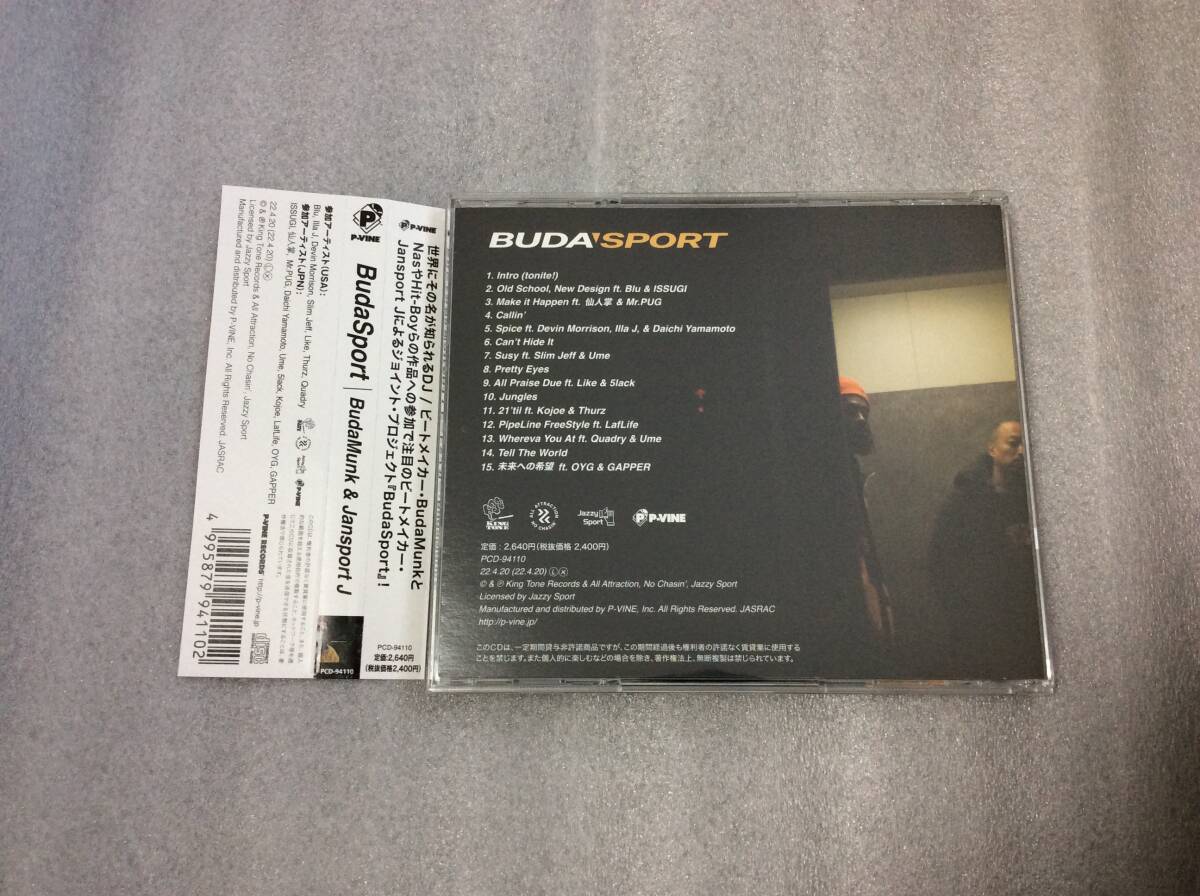 P-VINE
世界にその名が知られるDJ / ビートメイカー・BudaMunkと
NasやHit-Boyらの作品への参加で注目のビートメイカー・
Jansport Jによるジョイント・プロジェクト『BudaSport』!
PCD-94110
定価:2,640円
(税抜価格2,400円)
P-VINE
BudaSport | BudaMunk & Jansport J
PCD-94110
参加アーティスト(USA):
Blu, Illa J, Devin Morrison, Slim Jeff, Like, Thurz, Quadry
参加アーティスト(JPN):
ISSUGI, 仙人掌, Mr.PUG, Daichi Yamamoto, Ume, 5lack, Kojoe, LafLife, OYG, GAPPER
P-VINE
P-VINE RECORDS http://p-vine.jp
22.4.20 (22.4.20) Ⓛ Ⓧ
© & ℗ King Tone Records & All Attraction, No Chasin', Jazzy Sport
Licensed by Jazzy Sport
Manufactured and distributed by P-VINE, Inc. All Rights Reserved. JASRAC
4 995879 941102
BUDA'SPORT
1. Intro (tonite!)
2. Old School, New Design ft. Blu & ISSUGI
3. Make it Happen ft. 仙人掌 & Mr.PUG
4. Callin'
5. Spice ft. Devin Morrison, Illa J, & Daichi Yamamoto
6. Can't Hide It
7. Susy ft. Slim Jeff & Ume
8. Pretty Eyes
9. All Praise Due ft. Like & 5lack
10. Jungles
11. 21'til ft. Kojoe & Thurz
12. PipeLine FreeStyle ft. LafLife
13. Whereva You At ft. Quadry & Ume
14. Tell The World
15. 未来への希望 ft. OYG & GAPPER
KING TONE
ALL ATTRACTION NO CHASIN'
Jazzy Sport
P-VINE
定価:2,640円(税抜価格 2,400円)
PCD-94110
22.4.20 (22.4.20) Ⓛ Ⓧ
© & ℗ King Tone Records & All Attraction, No Chasin', Jazzy Sport
Licensed by Jazzy Sport
Manufactured and distributed by P-VINE, Inc. All Rights Reserved. JASRAC
http://p-vine.jp/
このCDは、一定期間貸与非許諾商品ですが、この期間経過後も権利者の許諾なく賃貸業に使用する
ことを禁じます。また個人的に楽しむなどの場合を除き、著作権法上、無断複製は禁じられています。